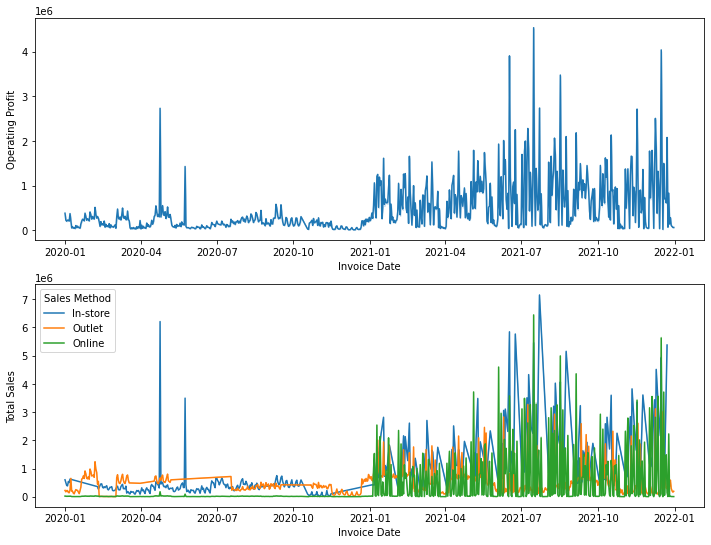 1e6
4
3
2
1
0
Operating Profit
2020-01 2020-04 2020-07 2020-10 2021-01 2021-04 2021-07 2021-10 2022-01
Invoice Date
1e6
7
6
5
4
3
2
1
0
Total Sales
Sales Method
In-store
Outlet
Online
2020-01 2020-04 2020-07 2020-10 2021-01 2021-04 2021-07 2021-10 2022-01
Invoice Date